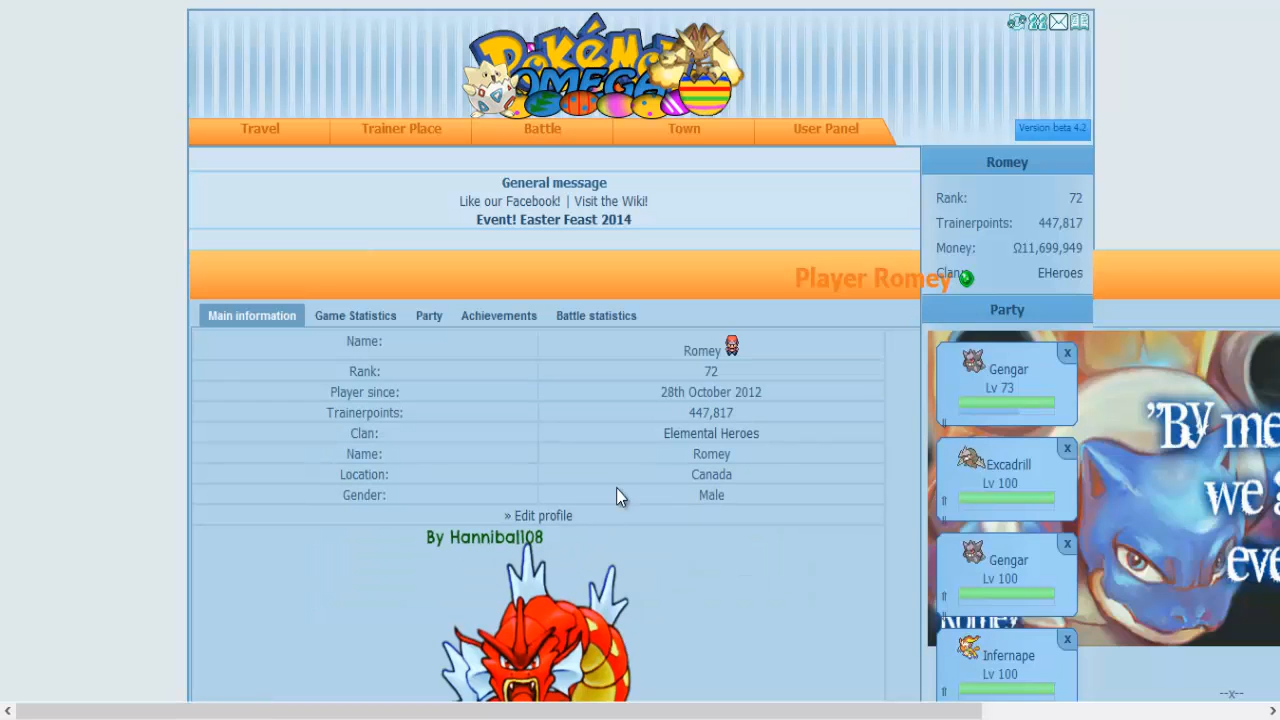 POKéMON
OMEGA
Travel
Trainer Place
Battle
Town
User Panel
Version beta 4.2
General message
Like our Facebook! | Visit the Wiki!
Event! Easter Feast 2014
Player Romey
Main information
Game Statistics
Party
Achievements
Battle statistics
Name: Romey
Rank: 72
Player since: 28th October 2012
Trainerpoints: 447,817
Clan: Elemental Heroes
Name: Romey
Location: Canada
Gender: Male
» Edit profile
By Hannibal108
Romey
Rank: 72
Trainerpoints: 447,817
Money: Ω11,699,949
Clan: EHeroes
Party
Gengar
Lv 73
x
Excadrill
Lv 100
x
Gengar
Lv 100
x
Infernape
Lv 100
x
"By me
we a
eve
Romey
--x--